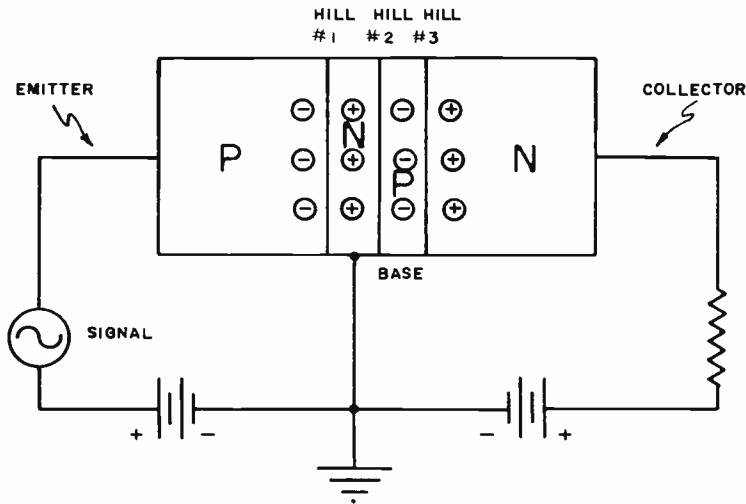 HILL HILL HILL
#1 #2 #3
EMITTER
COLLECTOR
P
N
P
N
BASE
SIGNAL
+ - - +